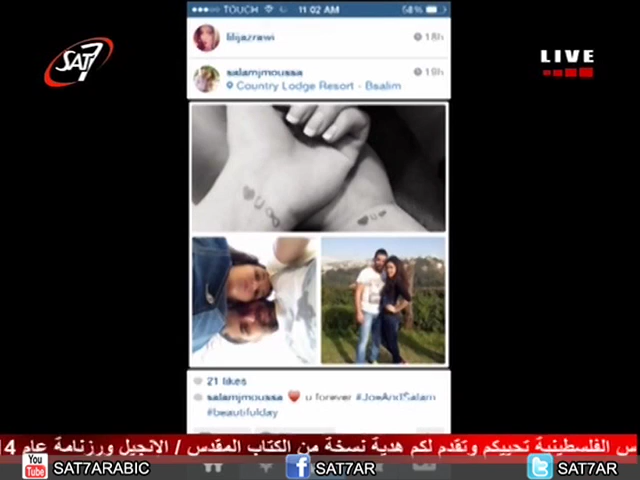 TOUCH 11:02 AM 58%
SAT7
LIVE
lilijazrawi 18h
salamjmoussa 19h
Country Lodge Resort - Bsalim
21 likes
salamjmoussa ❤ u forever #JoeAndSalam
#beautifulday
س الفلسطينية تحييكم وتقدم لكم هدية نسخة من الكتاب المقدس / الإنجيل ورزنامة عام 14
You Tube SAT7ARABIC
f SAT7AR
SAT7AR